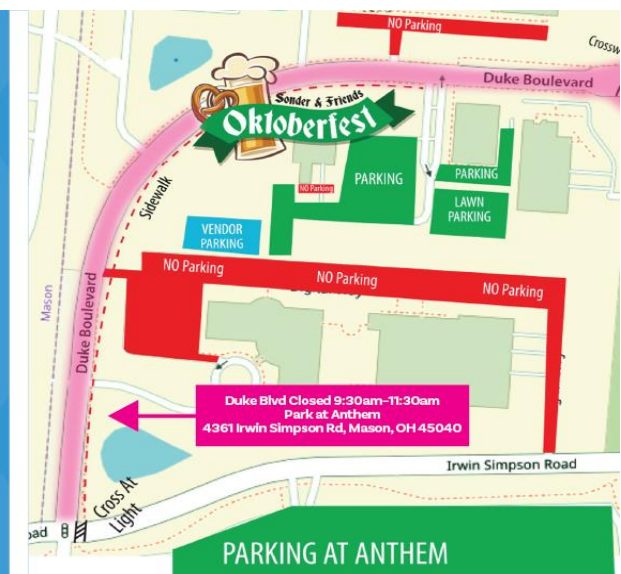 NO Parking
Crossw
Duke Boulevard
Sonder & Friends
Oktoberfest
PARKING
PARKING
NO Parking
LAWN
PARKING
Sidewalk
VENDOR
PARKING
NO Parking
NO Parking
NO Parking
Mason
Duke Boulevard
Duke Blvd Closed 9:30am-11:30am
Park at Anthem
4361 Irwin Simpson Rd, Mason, OH 45040
Irwin Simpson Road
Cross At
Light
oad
PARKING AT ANTHEM